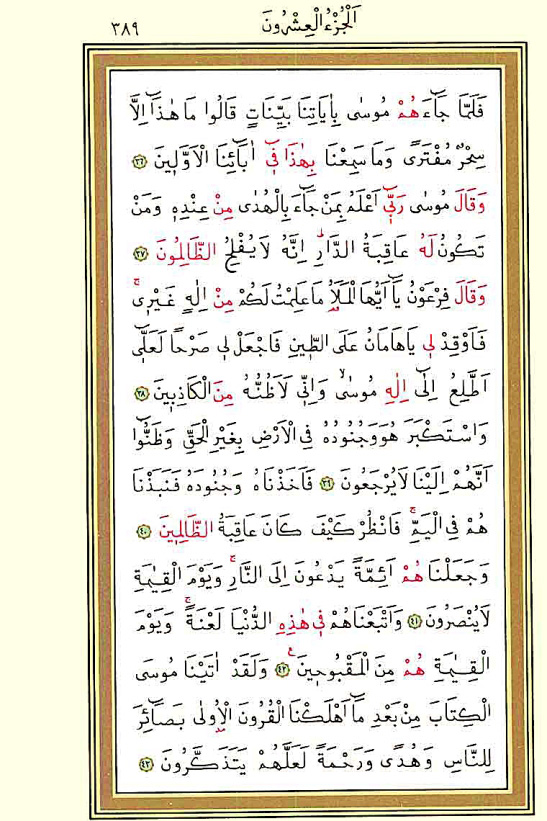 اَلْجُزْءُ الْعِشْرُونَ
٣٨٩
فَلَمَّا جَٓاءَهُمْ مُوسٰى بِاٰيَاتِنَا بَيِّنَاتٍ قَالُوا مَا هٰذَٓا اِلَّا
سِحْرٌ مُفْتَرًى وَمَا سَمِعْنَا بِهٰذَا ف۪ٓي اٰبَٓائِنَا الْاَوَّل۪ينَ ﴿٣٦﴾
وَقَالَ مُوسٰى رَبّ۪ٓي اَعْلَمُ بِمَنْ جَٓاءَ بِالْهُدٰى مِنْ عِنْدِه۪ وَمَنْ
تَكُونُ لَهُ عَاقِبَةُ الدَّارِۜ اِنَّهُ لَا يُفْلِحُ الظَّالِمُونَ ﴿٣٧﴾
وَقَالَ فِرْعَوْنُ يَٓا اَيُّهَا الْمَلَاُ مَا عَلِمْتُ لَكُمْ مِنْ اِلٰهٍ غَيْر۪يۚ
فَاَوْقِدْ ل۪ي يَا هَامَانُ عَلَى الطّ۪ينِ فَاجْعَلْ ل۪ي صَرْحًا لَعَلّ۪ٓي
اَطَّلِعُ اِلٰٓى اِلٰهِ مُوسٰىۙ وَاِنّ۪ي لَاَظُنُّهُ مِنَ الْكَاذِب۪ينَ ﴿٣٨﴾
وَاسْتَكْبَرَ هُوَ وَجُنُودُهُ فِي الْاَرْضِ بِغَيْرِ الْحَقِّ وَظَنُّٓوا
اَنَّهُمْ اِلَيْنَا لَا يُرْجَعُونَ ﴿٣٩﴾ فَاَخَذْنَاهُ وَجُنُودَهُ فَنَبَذْنَا
هُمْ فِي الْيَمِّۚ فَانْظُرْ كَيْفَ كَانَ عَاقِبَةُ الظَّالِم۪ينَ ﴿٤٠﴾
وَجَعَلْنَا هُمْ اَئِمَّةً يَدْعُونَ اِلَى النَّارِۚ وَيَوْمَ الْقِيٰمَةِ
لَا يُنْصَرُونَ ﴿٤١﴾ وَاَتْبَعْنَاهُمْ ف۪ي هٰذِهِ الدُّنْيَا لَعْنَةًۚ وَيَوْمَ
الْقِيٰمَةِ هُمْ مِنَ الْمَقْبُوح۪ينَ۟ ﴿٤٢﴾ وَلَقَدْ اٰتَيْنَا مُوسَى
الْكِتَابَ مِنْ بَعْدِ مَٓا اَهْلَكْنَا الْقُرُونَ الْاُو۫لٰى بَصَٓائِرَ
لِلنَّاسِ وَهُدًى وَرَحْمَةً لَعَلَّهُمْ يَتَذَكَّرُونَ ﴿٤٣﴾